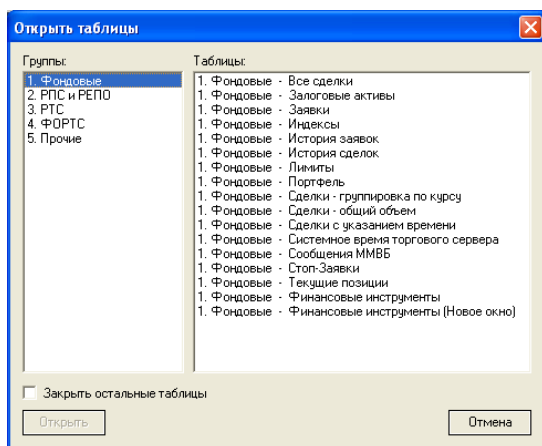 Открыть таблицы
Группы:
1. Фондовые
2. РПС и РЕПО
3. РТС
4. ФОРТС
5. Прочие
Таблицы:
1. Фондовые - Все сделки
1. Фондовые - Залоговые активы
1. Фондовые - Заявки
1. Фондовые - Индексы
1. Фондовые - История заявок
1. Фондовые - История сделок
1. Фондовые - Лимиты
1. Фондовые - Портфель
1. Фондовые - Сделки - группировка по курсу
1. Фондовые - Сделки - общий объем
1. Фондовые - Сделки с указанием времени
1. Фондовые - Системное время торгового сервера
1. Фондовые - Сообщения ММВБ
1. Фондовые - Стоп-Заявки
1. Фондовые - Текущие позиции
1. Фондовые - Финансовые инструменты
1. Фондовые - Финансовые инструменты (Новое окно)
Закрыть остальные таблицы
Открыть
Отмена